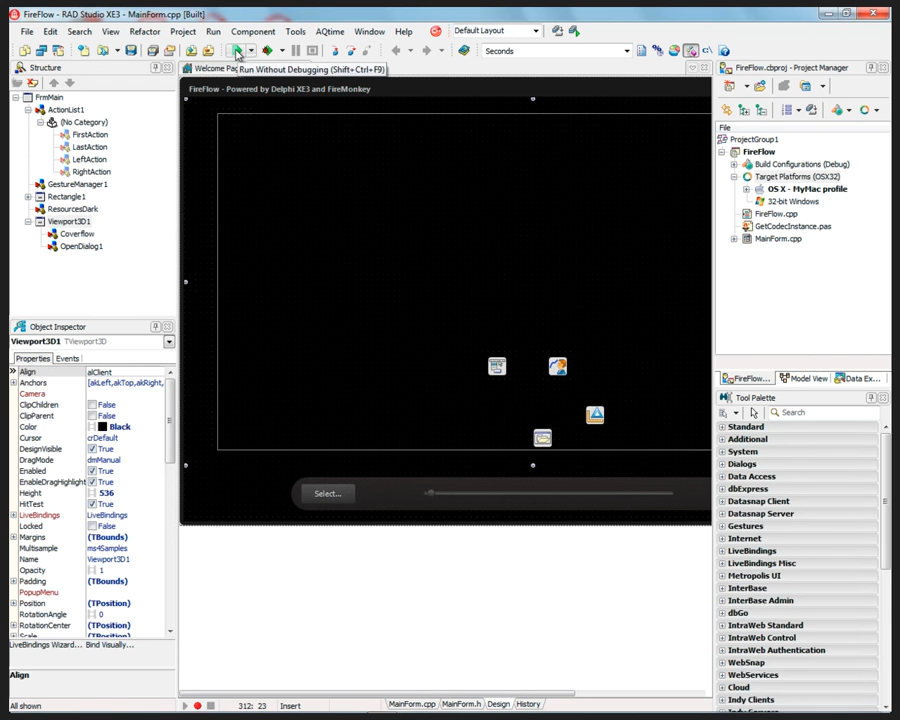 FireFlow - RAD Studio XE3 - MainForm.cpp [Built]
File Edit Search View Refactor Project Run Component Tools AQtime Window Help
Default Layout
Seconds
Run Without Debugging (Shift+Ctrl+F9)
Structure
FrmMain
ActionList1
(No Category)
FirstAction
LastAction
LeftAction
RightAction
GestureManager1
Rectangle1
ResourcesDark
Viewport3D1
Coverflow
OpenDialog1
Object Inspector
Viewport3D1 TViewport3D
Properties Events
Align alClient
Anchors [akLeft,akTop,akRight,
Camera
ClipChildren False
ClipParent False
Color Black
Cursor crDefault
DesignVisible True
DragMode dmManual
Enabled True
EnableDragHighlight True
Height 536
HitTest True
LiveBindings LiveBindings
Locked False
Margins (TBounds)
Multisample ms4Samples
Name Viewport3D1
Opacity 1
Padding (TBounds)
PopupMenu
Position (TPosition)
RotationAngle 0
RotationCenter (TPosition)
Scale (TPosition)
LiveBindings Wizard... Bind Visually...
Align
All shown
Welcome Pag
FireFlow - Powered by Delphi XE3 and FireMonkey
Select...
312: 23 Insert
MainForm.cpp MainForm.h Design History
FireFlow.cbproj - Project Manager
File
ProjectGroup1
FireFlow
Build Configurations (Debug)
Target Platforms (OSX32)
OS X - MyMac profile
32-bit Windows
FireFlow.cpp
GetCodecInstance.pas
MainForm.cpp
FireFlow... Model View Data Ex...
Tool Palette
Search
Standard
Additional
System
Dialogs
Data Access
dbExpress
Datasnap Client
Datasnap Server
Gestures
Internet
LiveBindings
LiveBindings Misc
Metropolis UI
InterBase
InterBase Admin
dbGo
IntraWeb Standard
IntraWeb Control
IntraWeb Authentication
WebSnap
WebServices
Cloud
Indy Clients
Indy Servers